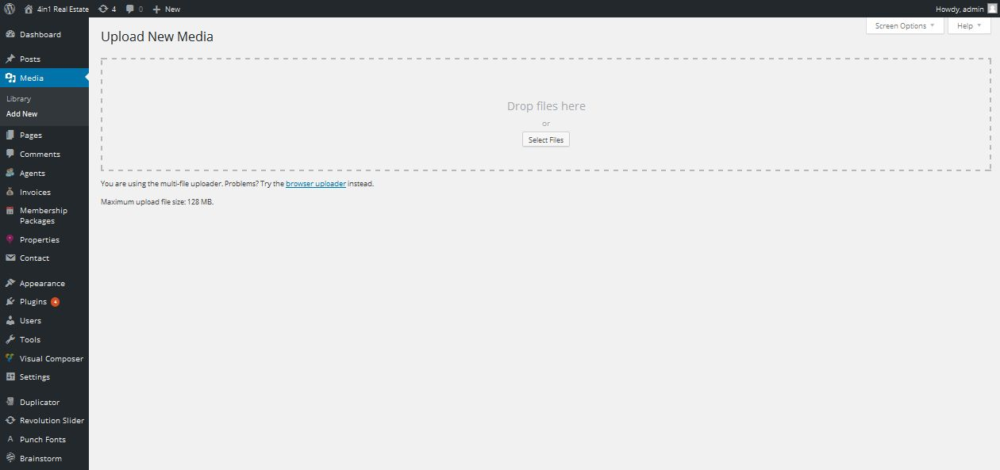 4in1 Real Estate 4 0 New Howdy, admin
Screen Options Help
Upload New Media
Dashboard
Posts
Media
Library
Add New
Pages
Comments
Agents
Invoices
Membership
Packages
Properties
Contact
Appearance
Plugins 4
Users
Tools
Visual Composer
Settings
Duplicator
Revolution Slider
Punch Fonts
Brainstorm
Drop files here
or
Select Files
You are using the multi-file uploader. Problems? Try the browser uploader instead.
Maximum upload file size: 128 MB.